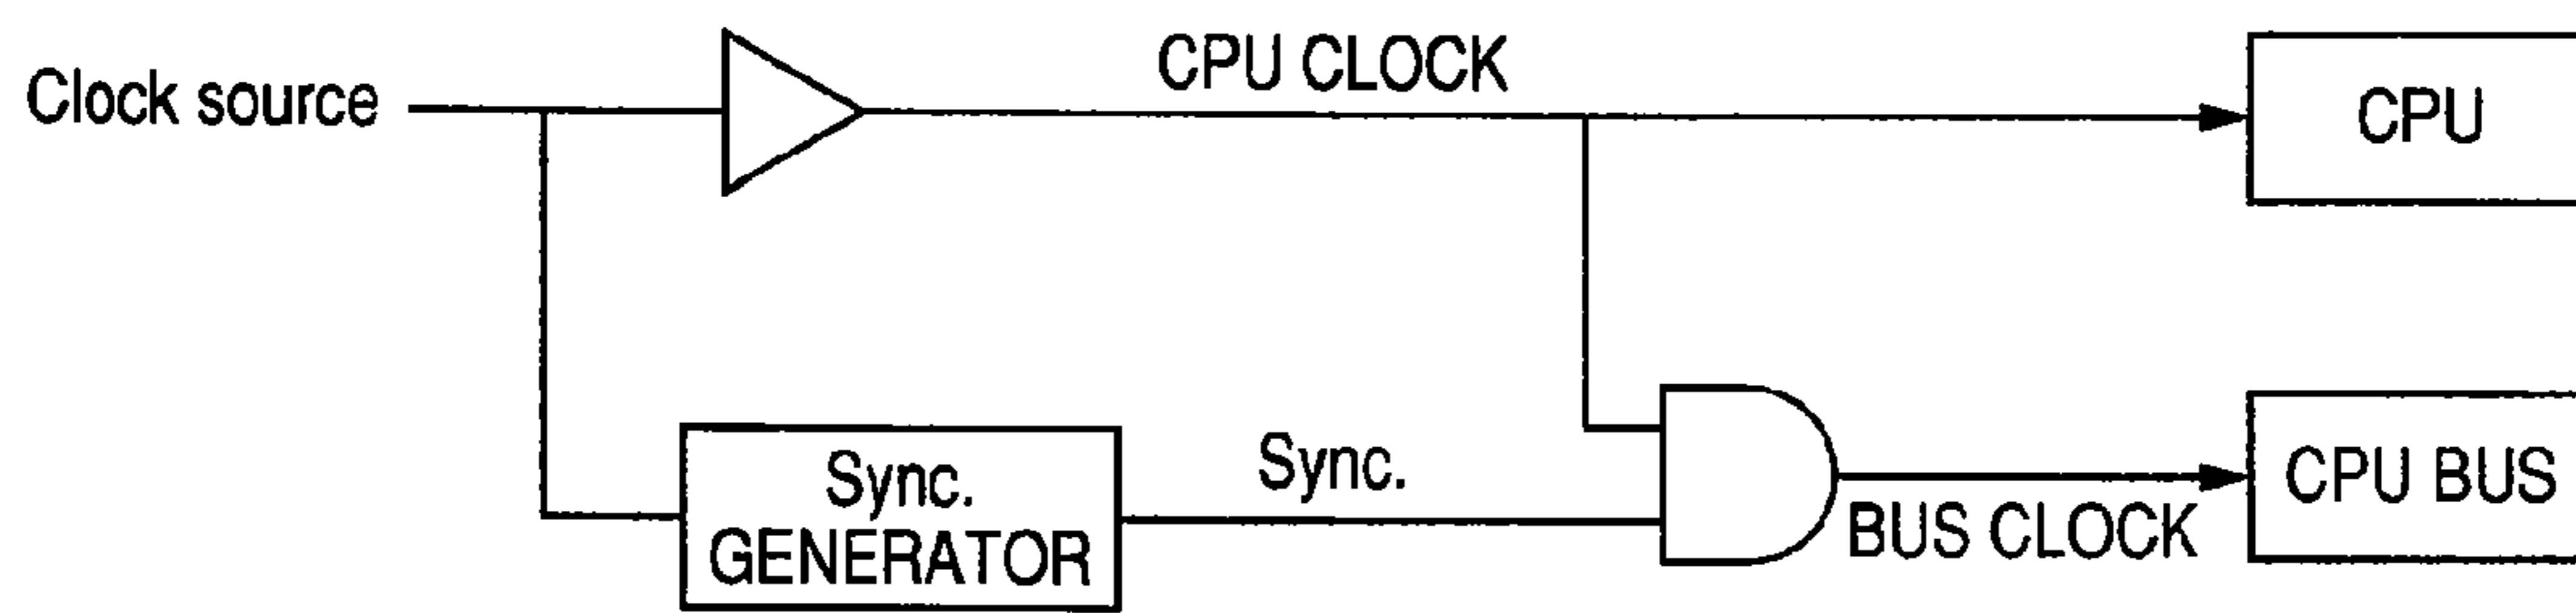 Clock source
CPU CLOCK
CPU
Sync.
GENERATOR
Sync.
BUS CLOCK
CPU BUS